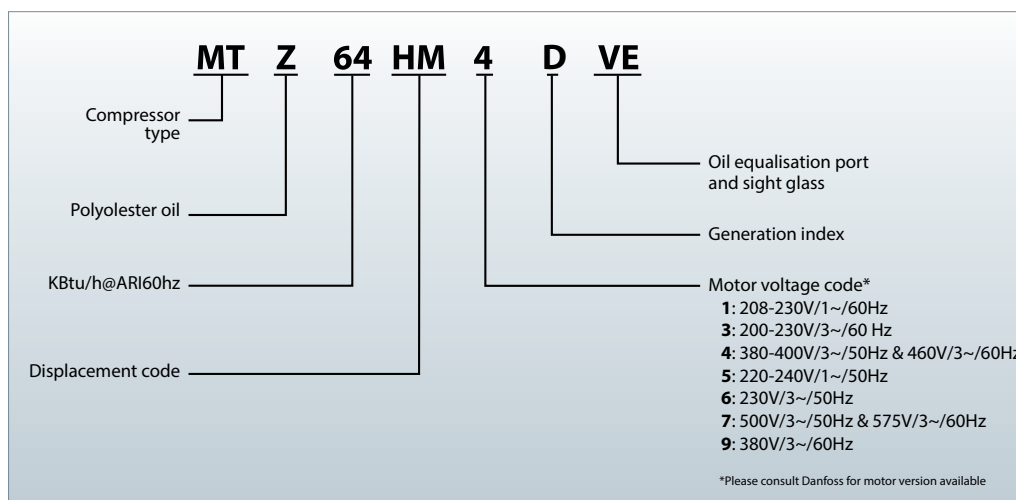 MT Z 64 HM 4 D VE
Compressor
type
Polyolester oil
KBtu/h@ARI60hz
Displacement code
Oil equalisation port
and sight glass
Generation index
Motor voltage code*
1: 208-230V/1~/60Hz
3: 200-230V/3~/60 Hz
4: 380-400V/3~/50Hz & 460V/3~/60Hz
5: 220-240V/1~/50Hz
6: 230V/3~/50Hz
7: 500V/3~/50Hz & 575V/3~/60Hz
9: 380V/3~/60Hz
*Please consult Danfoss for motor version available